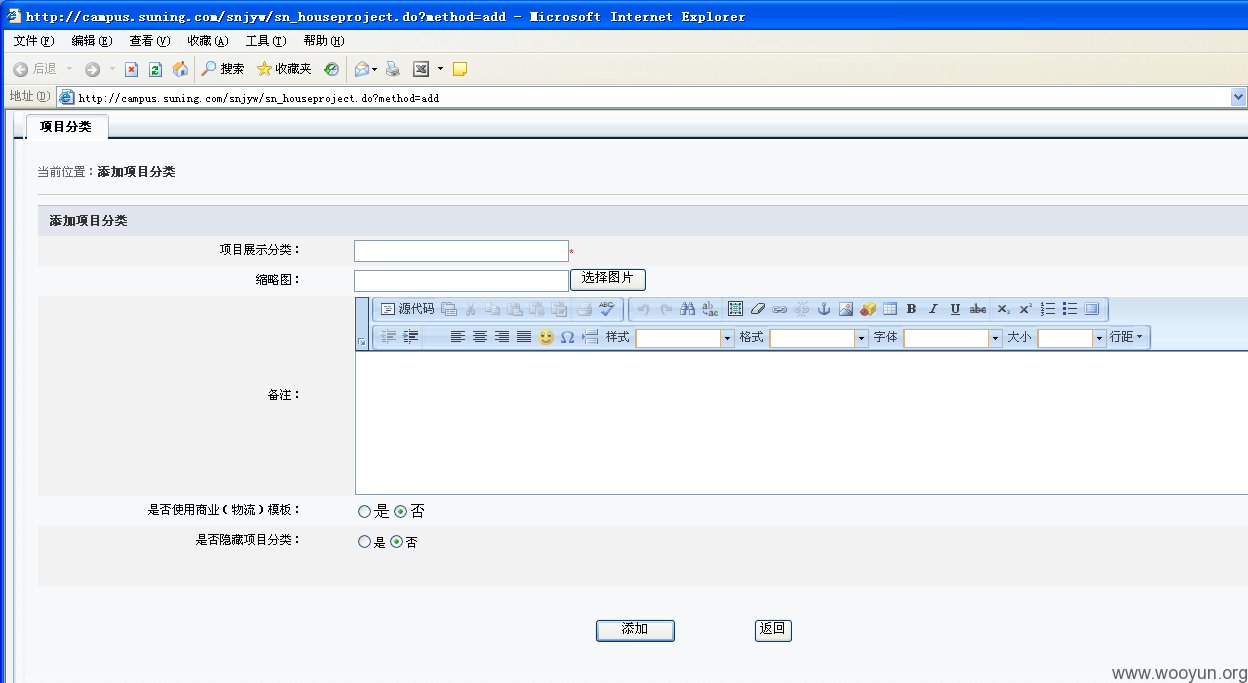 http://campus.suning.com/snjyw/sn_houseproject.do?method=add - Microsoft Internet Explorer
文件(F) 编辑(E) 查看(V) 收藏(A) 工具(T) 帮助(H)
后退 搜索 收藏夹
地址(D) http://campus.suning.com/snjyw/sn_houseproject.do?method=add
项目分类
当前位置：添加项目分类
添加项目分类
项目展示分类： *
缩略图： 选择图片
源代码 ABC B I U abc X₂ X²
Ω 样式 格式 字体 大小 行距
备注：
是否使用商业（物流）模板： 是 否
是否隐藏项目分类： 是 否
添加 返回
www.wooyun.org